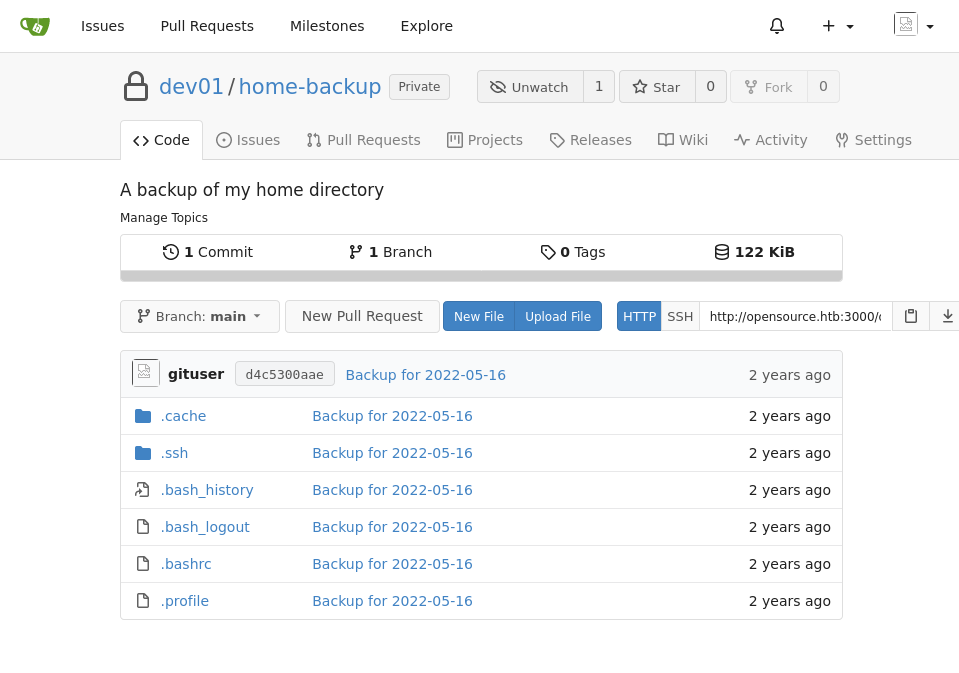 Issues Pull Requests Milestones Explore
dev01 / home-backup Private Unwatch 1 Star 0 Fork 0
Code Issues Pull Requests Projects Releases Wiki Activity Settings
A backup of my home directory
Manage Topics
1 Commit 1 Branch 0 Tags 122 KiB
Branch: main New Pull Request New File Upload File HTTP SSH http://opensource.htb:3000/
gituser d4c5300aae Backup for 2022-05-16 2 years ago
.cache Backup for 2022-05-16 2 years ago
.ssh Backup for 2022-05-16 2 years ago
.bash_history Backup for 2022-05-16 2 years ago
.bash_logout Backup for 2022-05-16 2 years ago
.bashrc Backup for 2022-05-16 2 years ago
.profile Backup for 2022-05-16 2 years ago